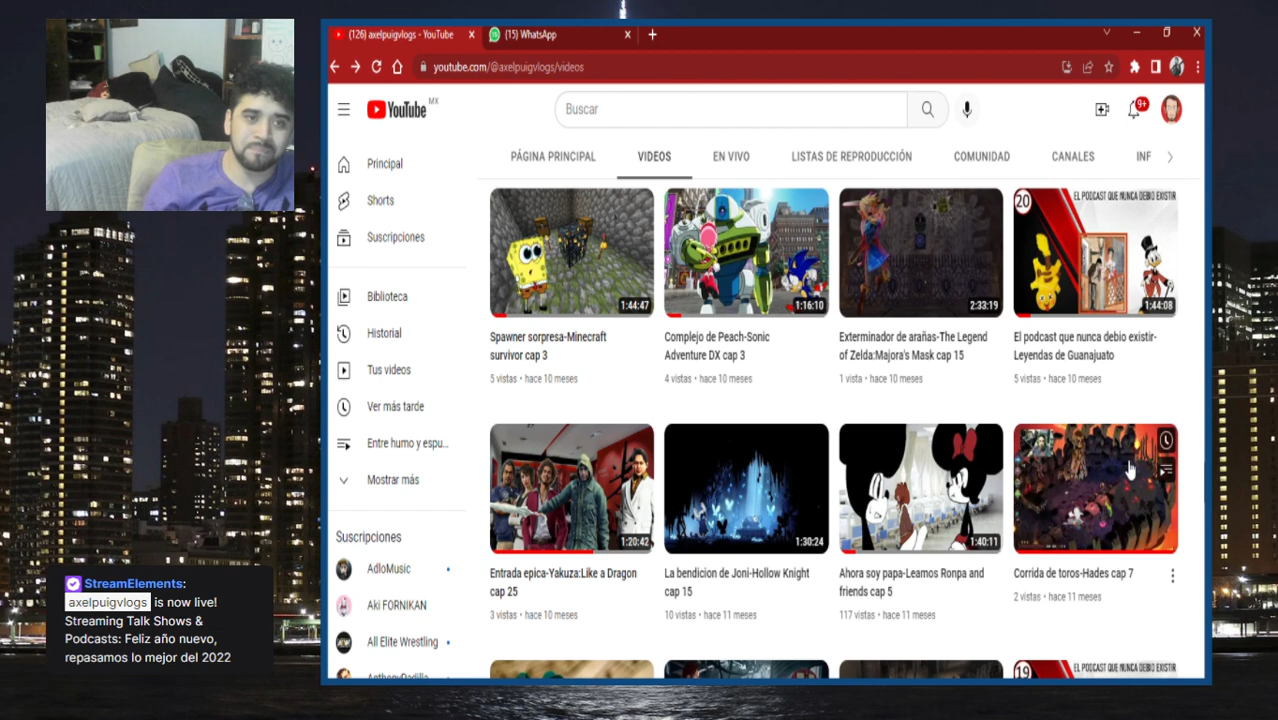 (126) axelpuigvlogs - YouTube
(15) WhatsApp
youtube.com/@axelpuigvlogs/videos
YouTube MX
Buscar
9+
Principal
Shorts
Suscripciones
Biblioteca
Historial
Tus videos
Ver más tarde
Entre humo y espu...
Mostrar más
Suscripciones
AdloMusic
Aki FORNIKAN
All Elite Wrestling
AnthonyPadilla
PÁGINA PRINCIPAL
VIDEOS
EN VIVO
LISTAS DE REPRODUCCIÓN
COMUNIDAD
CANALES
INF
1:44:47
Spawner sorpresa-Minecraft
survivor cap 3
5 vistas • hace 10 meses
1:16:10
Complejo de Peach-Sonic
Adventure DX cap 3
4 vistas • hace 10 meses
2:33:19
Exterminador de arañas-The Legend
of Zelda:Majora's Mask cap 15
1 vista • hace 10 meses
20
EL PODCAST QUE NUNCA DEBIO EXISTIR
1:44:08
El podcast que nunca debio existir-
Leyendas de Guanajuato
5 vistas • hace 10 meses
1:20:42
Entrada epica-Yakuza:Like a Dragon
cap 25
3 vistas • hace 10 meses
1:30:24
La bendicion de Joni-Hollow Knight
cap 15
10 vistas • hace 11 meses
1:40:11
Ahora soy papa-Leamos Ronpa and
friends cap 5
117 vistas • hace 11 meses
Corrida de toros-Hades cap 7
2 vistas • hace 11 meses
19
EL PODCAST QUE NUNCA DEBIO EXISTIR
StreamElements:
axelpuigvlogs is now live!
Streaming Talk Shows &
Podcasts: Feliz año nuevo,
repasamos lo mejor del 2022